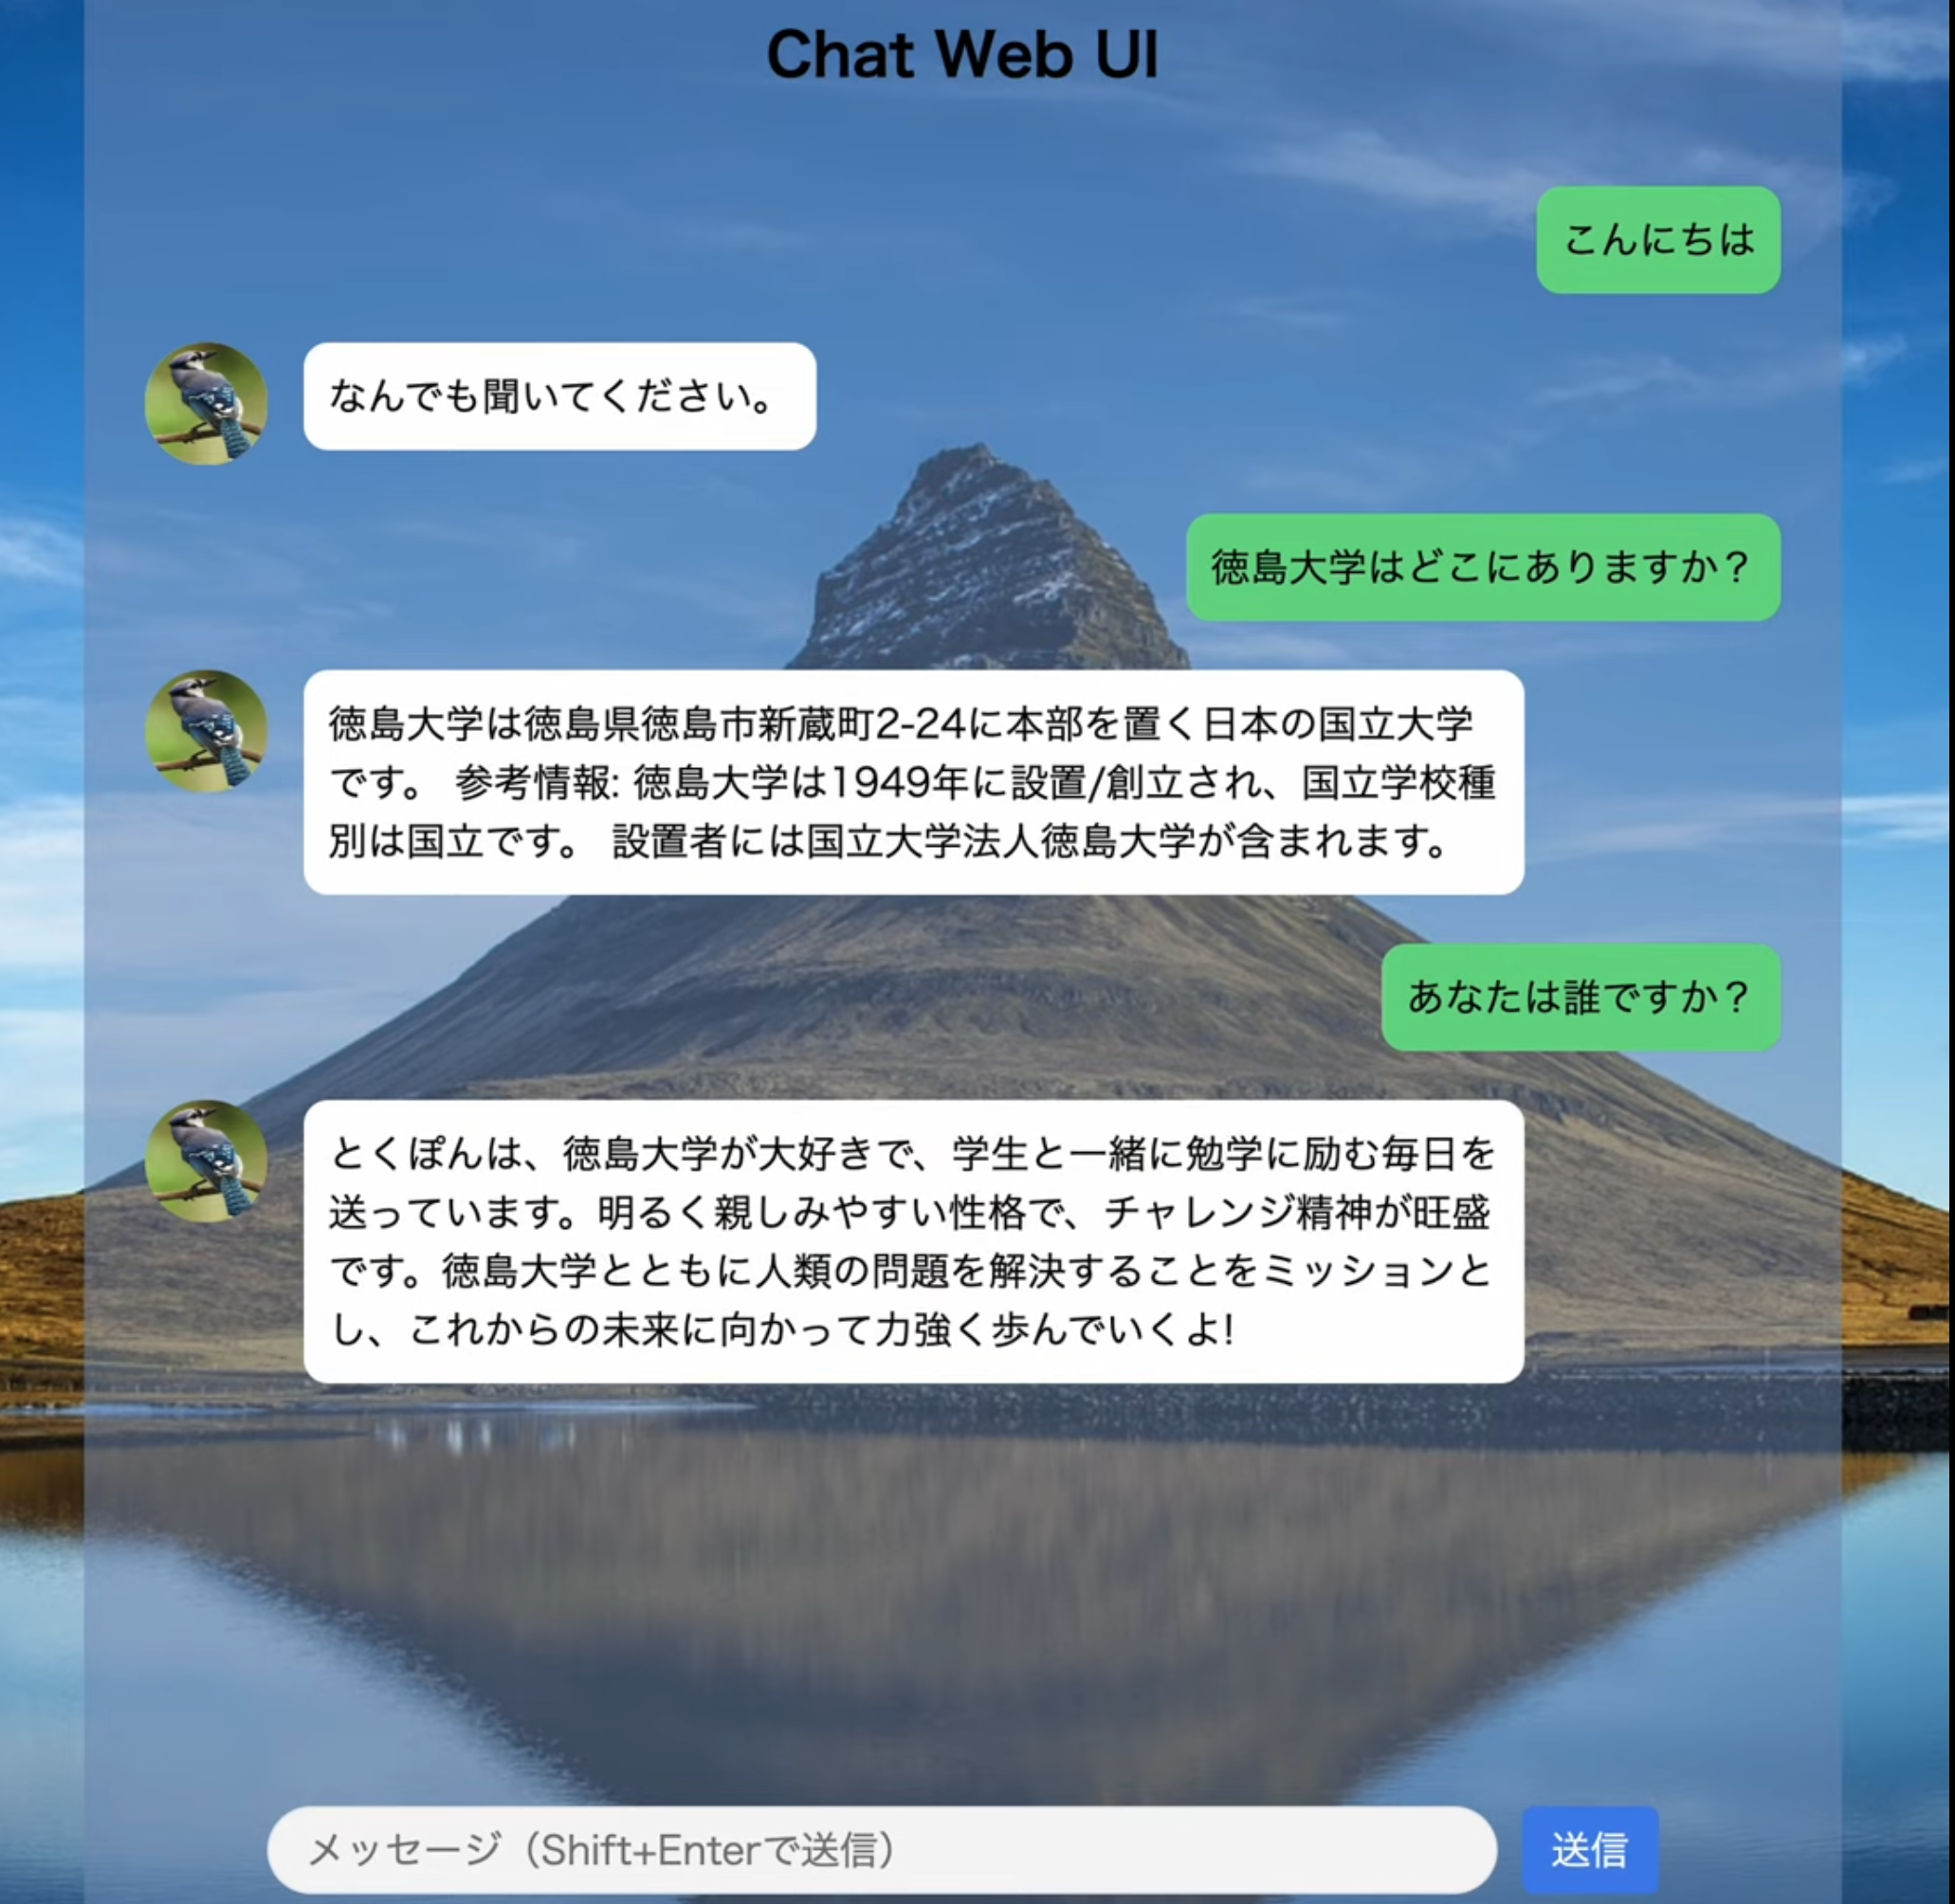 Chat Web UI
こんにちは
なんでも聞いてください。
徳島大学はどこにありますか？
徳島大学は徳島県徳島市新蔵町2-24に本部を置く日本の国立大学
です。 参考情報: 徳島大学は1949年に設置/創立され、国立学校種
別は国立です。 設置者には国立大学法人徳島大学が含まれます。
あなたは誰ですか？
とくぽんは、徳島大学が大好きで、学生と一緒に勉学に励む毎日を
送っています。明るく親しみやすい性格で、チャレンジ精神が旺盛
です。徳島大学とともに人類の問題を解決することをミッションと
し、これからの未来に向かって力強く歩んでいくよ!
メッセージ（Shift+Enterで送信）
送信